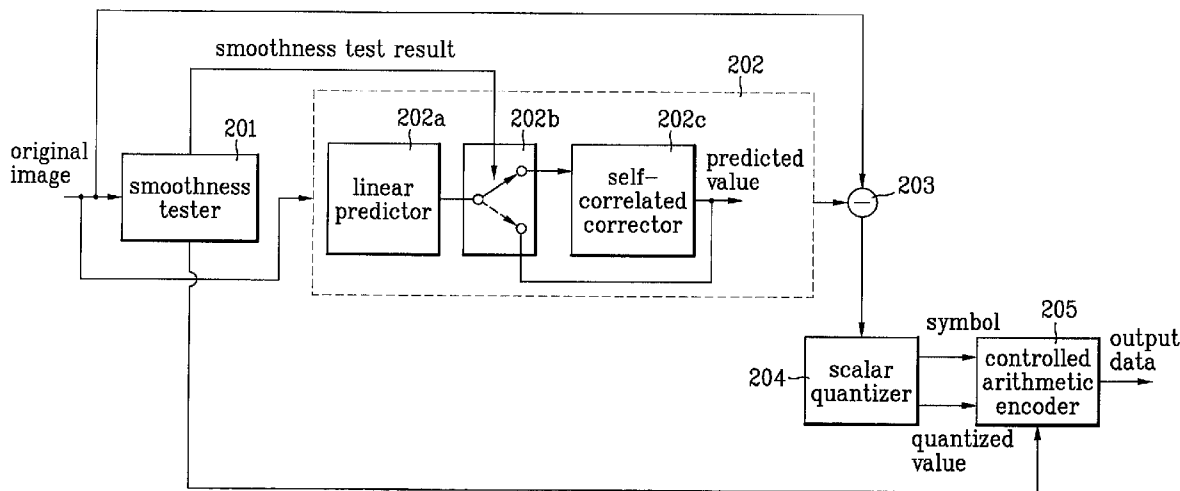 smoothness test result
202
201
202a
202b
202c
original
image
smoothness
tester
linear
predictor
self-
correlated
corrector
predicted
value
203
205
symbol
output
data
204
scalar
quantizer
controlled
arithmetic
encoder
quantized
value